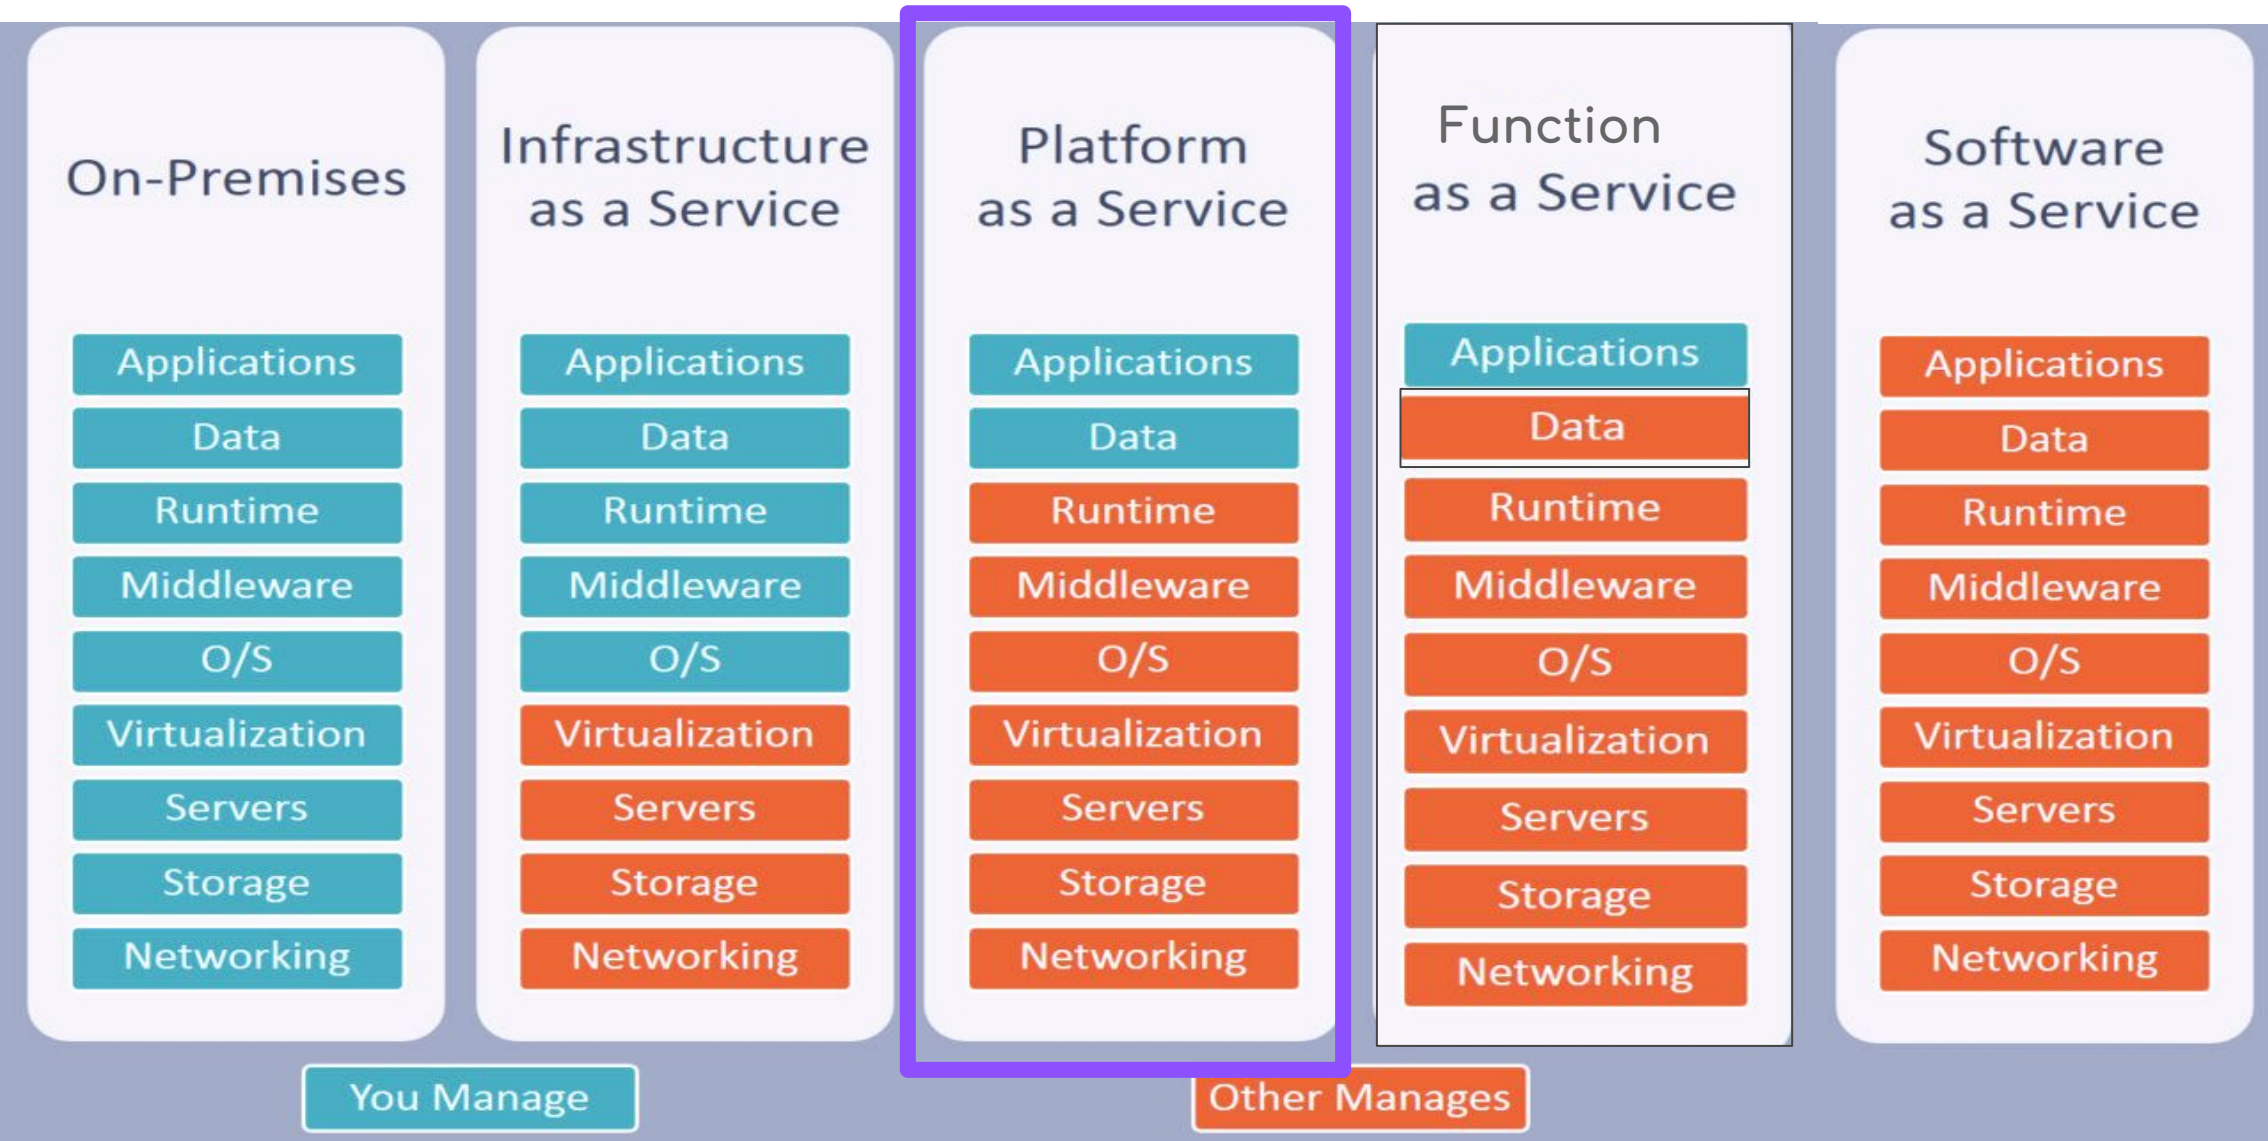 On-Premises
Applications
Data
Runtime
Middleware
O/S
Virtualization
Servers
Storage
Networking
Infrastructure
as a Service
Applications
Data
Runtime
Middleware
O/S
Virtualization
Servers
Storage
Networking
Platform
as a Service
Applications
Data
Runtime
Middleware
O/S
Virtualization
Servers
Storage
Networking
Function
as a Service
Applications
Data
Runtime
Middleware
O/S
Virtualization
Servers
Storage
Networking
Software
as a Service
Applications
Data
Runtime
Middleware
O/S
Virtualization
Servers
Storage
Networking
You Manage
Other Manages